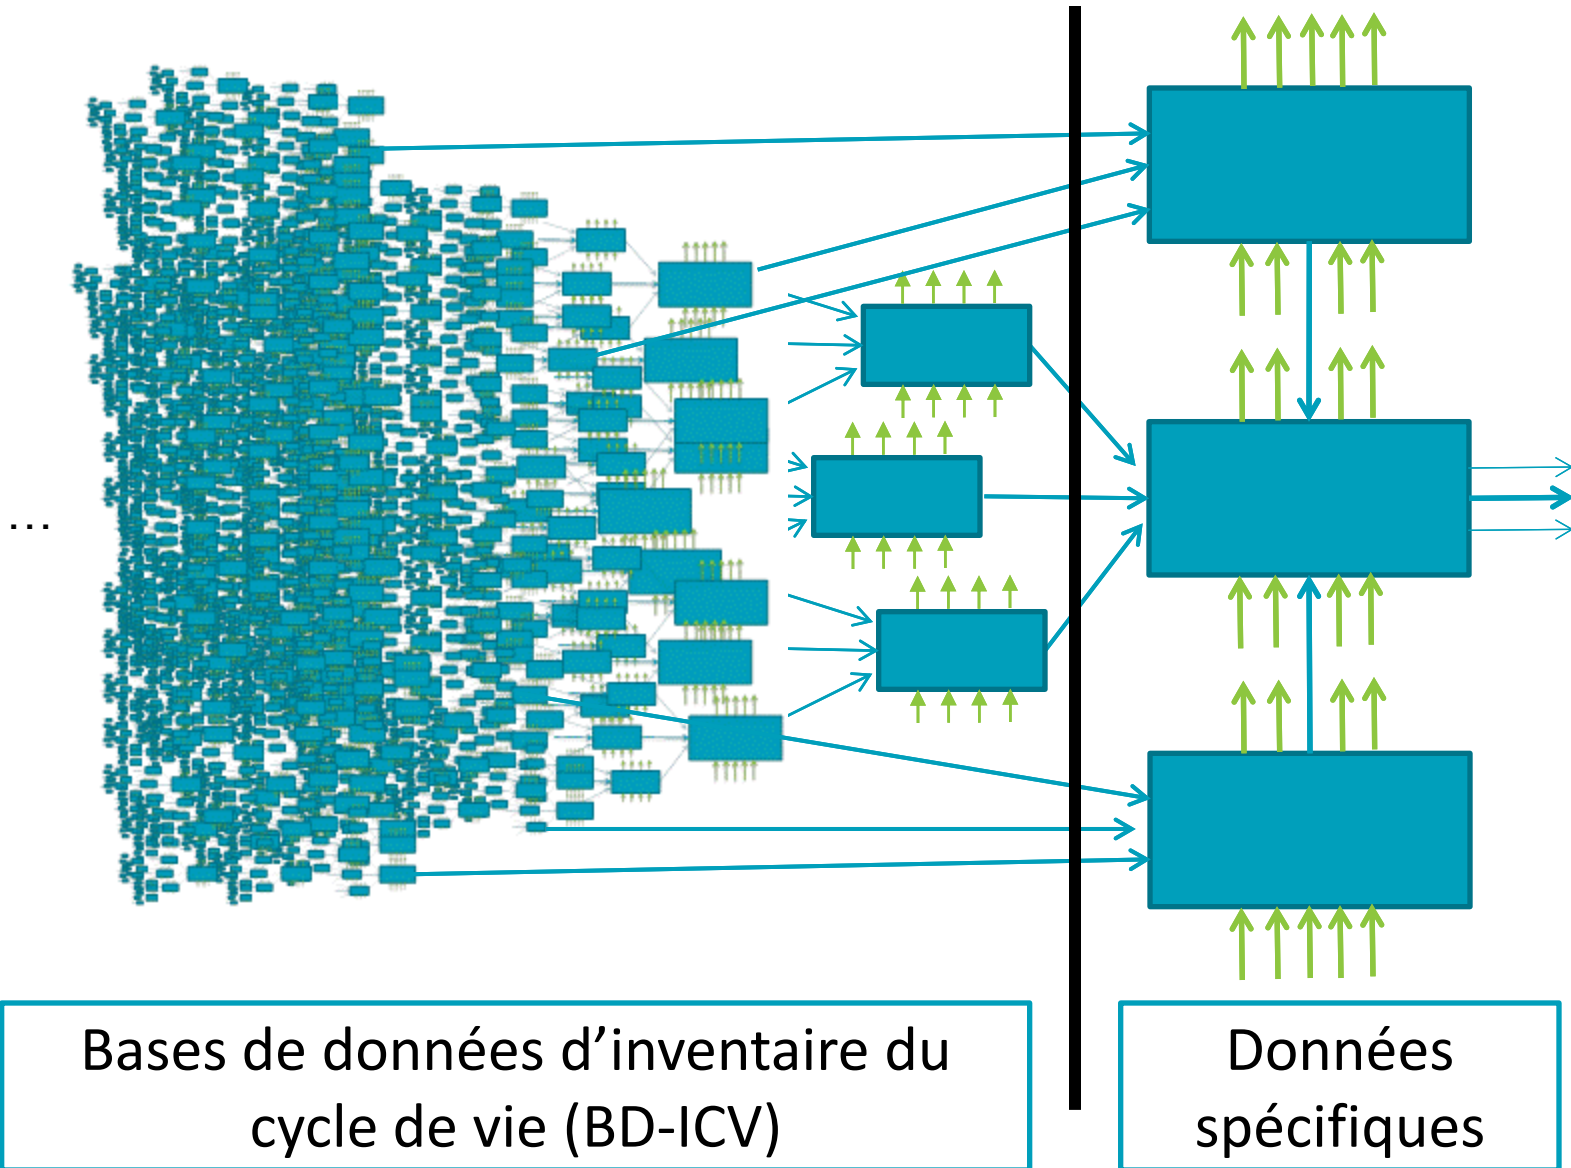 ...
Bases de données d’inventaire du
cycle de vie (BD-ICV)
Données
spécifiques